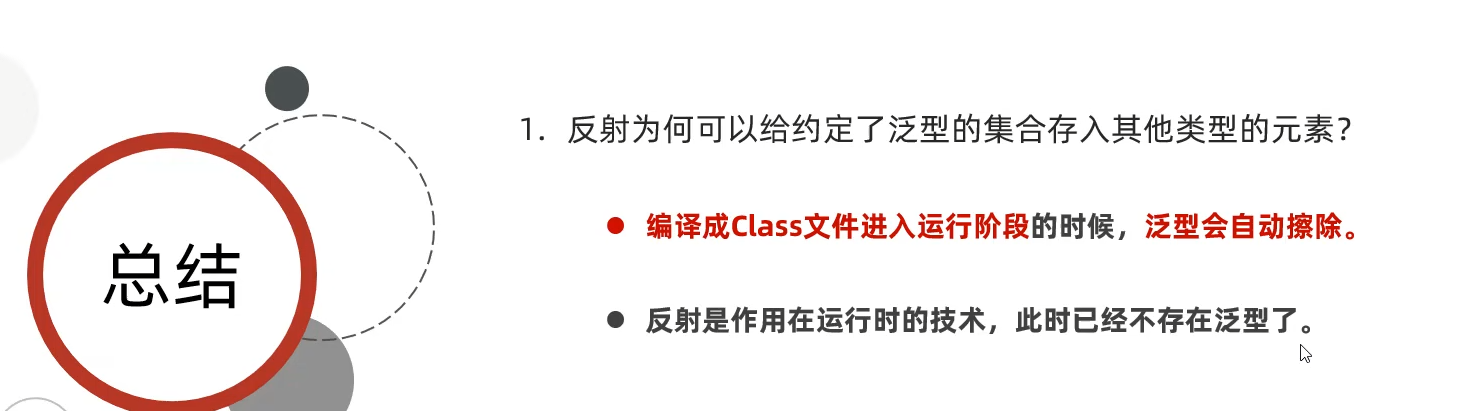 总结
1. 反射为何可以给约定了泛型的集合存入其他类型的元素？
编译成Class文件进入运行阶段的时候，泛型会自动擦除。
反射是作用在运行时的技术，此时已经不存在泛型了。